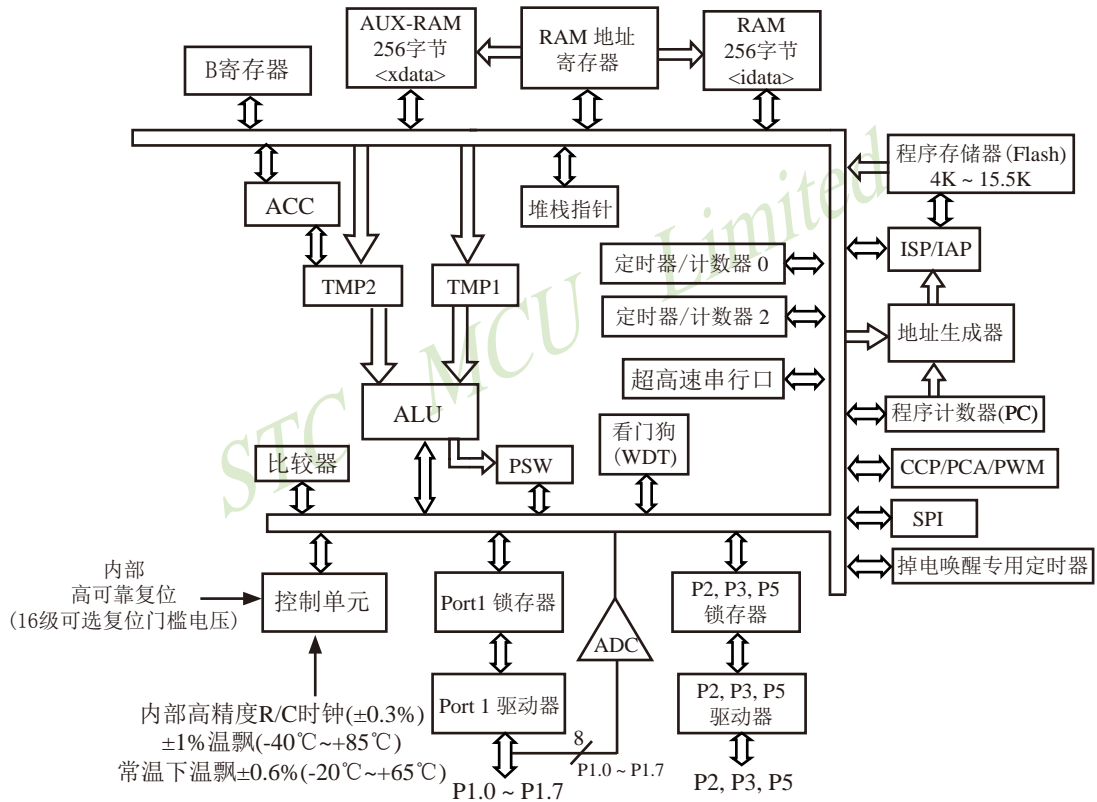 AUX-RAM
256字节
<xdata>
RAM 地址
寄存器
RAM
256字节
<idata>
B寄存器
程序存储器(Flash)
4K ~ 15.5K
ACC
堆栈指针
ISP/IAP
定时器/计数器 0
TMP2
TMP1
定时器/计数器 2
地址生成器
超高速串行口
ALU
程序计数器(PC)
看门狗
(WDT)
比较器
PSW
CCP/PCA/PWM
SPI
掉电唤醒专用定时器
内部
高可靠复位
(16级可选复位门槛电压)
控制单元
Port1 锁存器
P2, P3, P5
锁存器
ADC
内部高精度R/C时钟(±0.3%)
±1%温飘(-40℃~+85℃)
常温下温飘±0.6%(-20℃~+65℃)
Port 1 驱动器
P2, P3, P5
驱动器
8
P1.0 ~ P1.7
P1.0 ~ P1.7
P2, P3, P5
STC MCU Limited